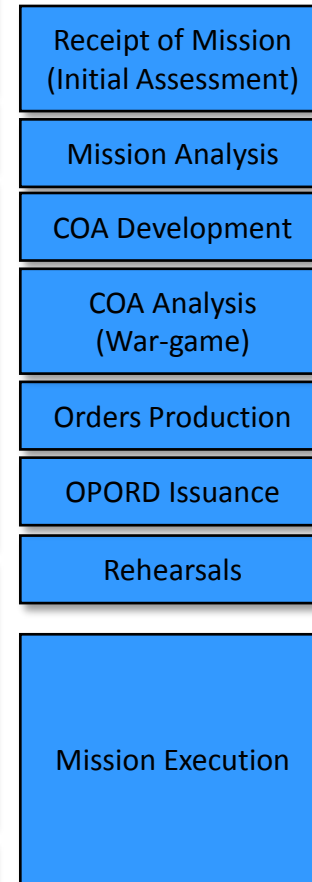 Receipt of Mission
(Initial Assessment)
Mission Analysis
COA Development
COA Analysis
(War-game)
Orders Production
OPORD Issuance
Rehearsals
Mission Execution